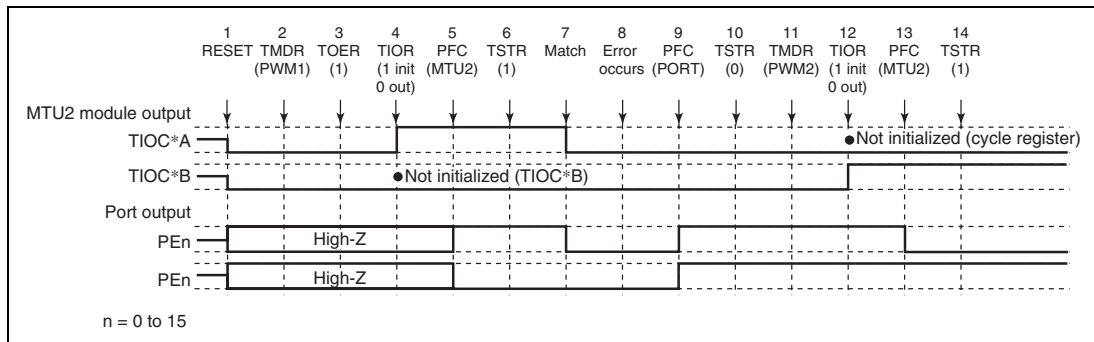 1 2 3 4 5 6 7 8 9 10 11 12 13 14
RESET TMDR TOER TIOR PFC TSTR Match Error PFC TSTR TMDR TIOR PFC TSTR
(PWM1) (1) (1 init (MTU2) (1) occurs (PORT) (0) (PWM2) (1 init (MTU2) (1)
0 out) 0 out)
MTU2 module output
TIOC*A ●Not initialized (cycle register)
TIOC*B ●Not initialized (TIOC*B)
Port output
PEn High-Z
PEn High-Z
n = 0 to 15